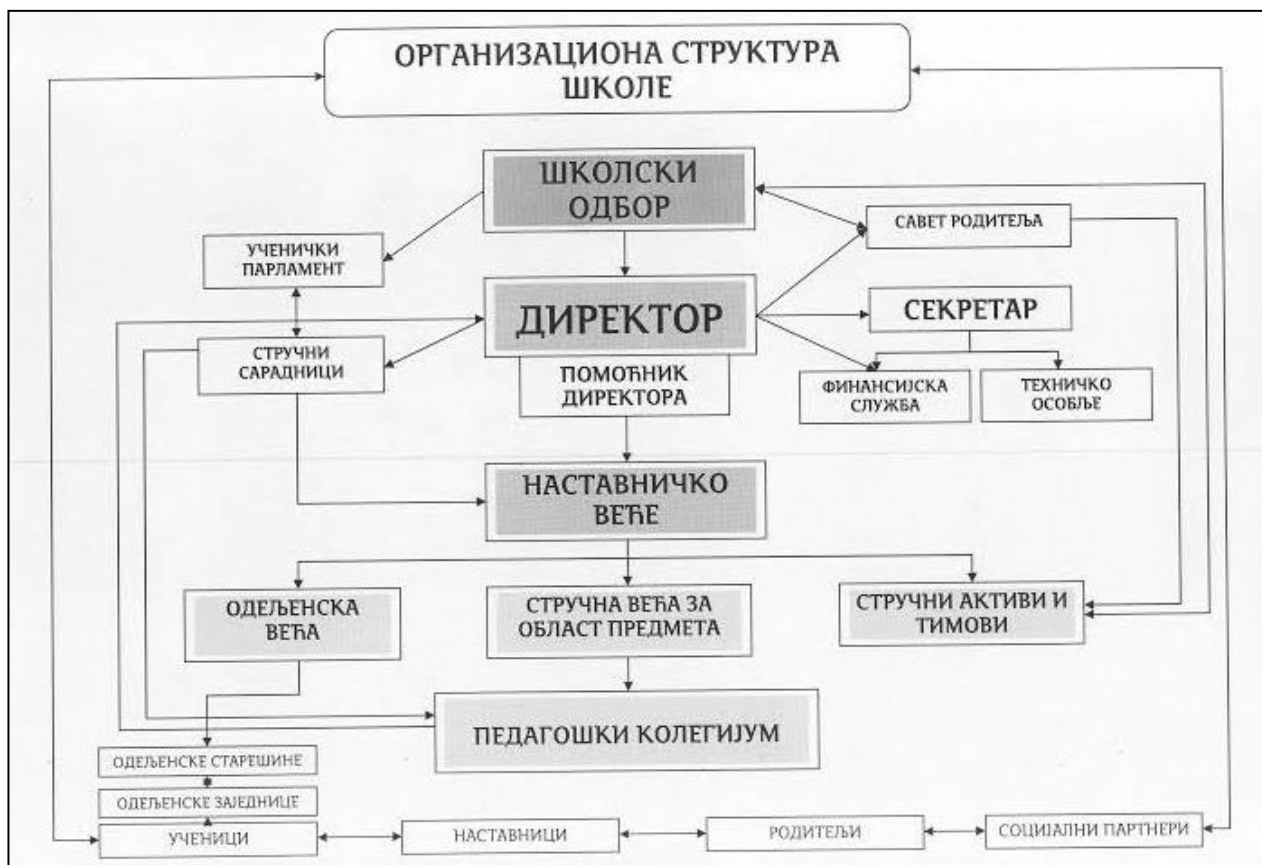 ОРГАНИЗАЦИОНА СТРУКТУРА
ШКОЛЕ
ШКОЛСКИ
ОДБОР
САВЕТ РОДИТЕЉА
УЧЕНИЧКИ
ПАРЛАМЕНТ
ДИРЕКТОР
СЕКРЕТАР
СТРУЧНИ
САРАДНИЦИ
ПОМОЋНИК
ДИРЕКТОРА
ФИНАНСИЈСКА
СЛУЖБА
ТЕХНИЧКО
ОСОБЉЕ
НАСТАВНИЧКО
ВЕЋЕ
ОДЕЉЕНСКА
ВЕЋА
СТРУЧНА ВЕЋА ЗА
ОБЛАСТ ПРЕДМЕТА
СТРУЧНИ АКТИВИ И
ТИМОВИ
ПЕДАГОШКИ КОЛЕГИЈУМ
ОДЕЉЕНСКЕ СТАРЕШИНЕ
ОДЕЉЕНСКЕ ЗАЈЕДНИЦЕ
УЧЕНИЦИ
НАСТАВНИЦИ
РОДИТЕЉИ
СОЦИЈАЛНИ ПАРТНЕРИ